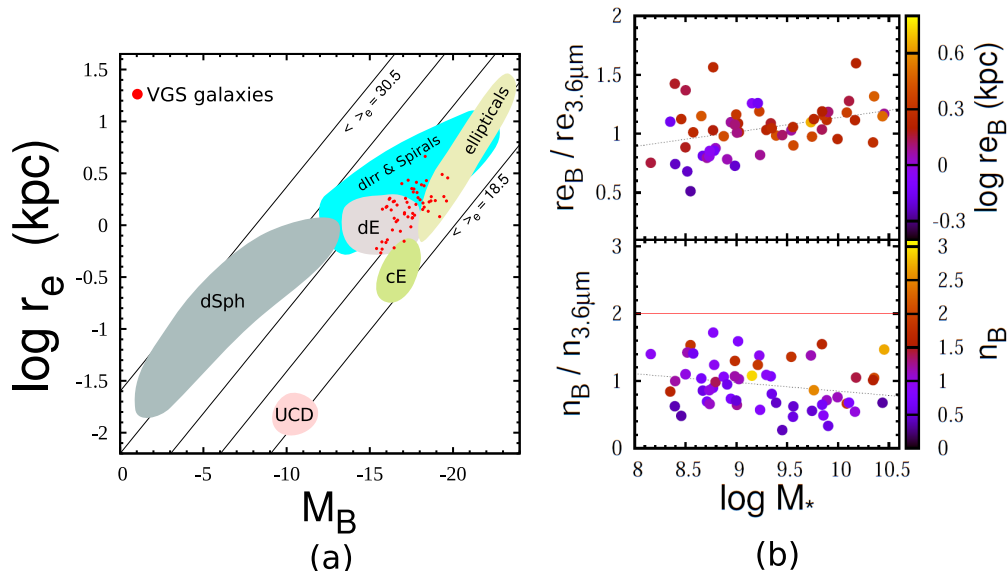 VGS galaxies
< >e = 30.5
ellipticals
dIrr & Spirals
< >e = 18.5
dE
cE
dSph
UCD
log re (kpc)
1.5
1
0.5
0
-0.5
-1
-1.5
-2
0
-5
-10
-15
-20
MB
(a)
reB / re3.6μm
2
1.5
1
0.5
0.6
0.3
0
-0.3
log reB (kpc)
nB / n3.6μm
3
2
1
0
3
2.5
2
1.5
1
0.5
0
nB
8
8.5
9
9.5
10
10.5
log M*
(b)